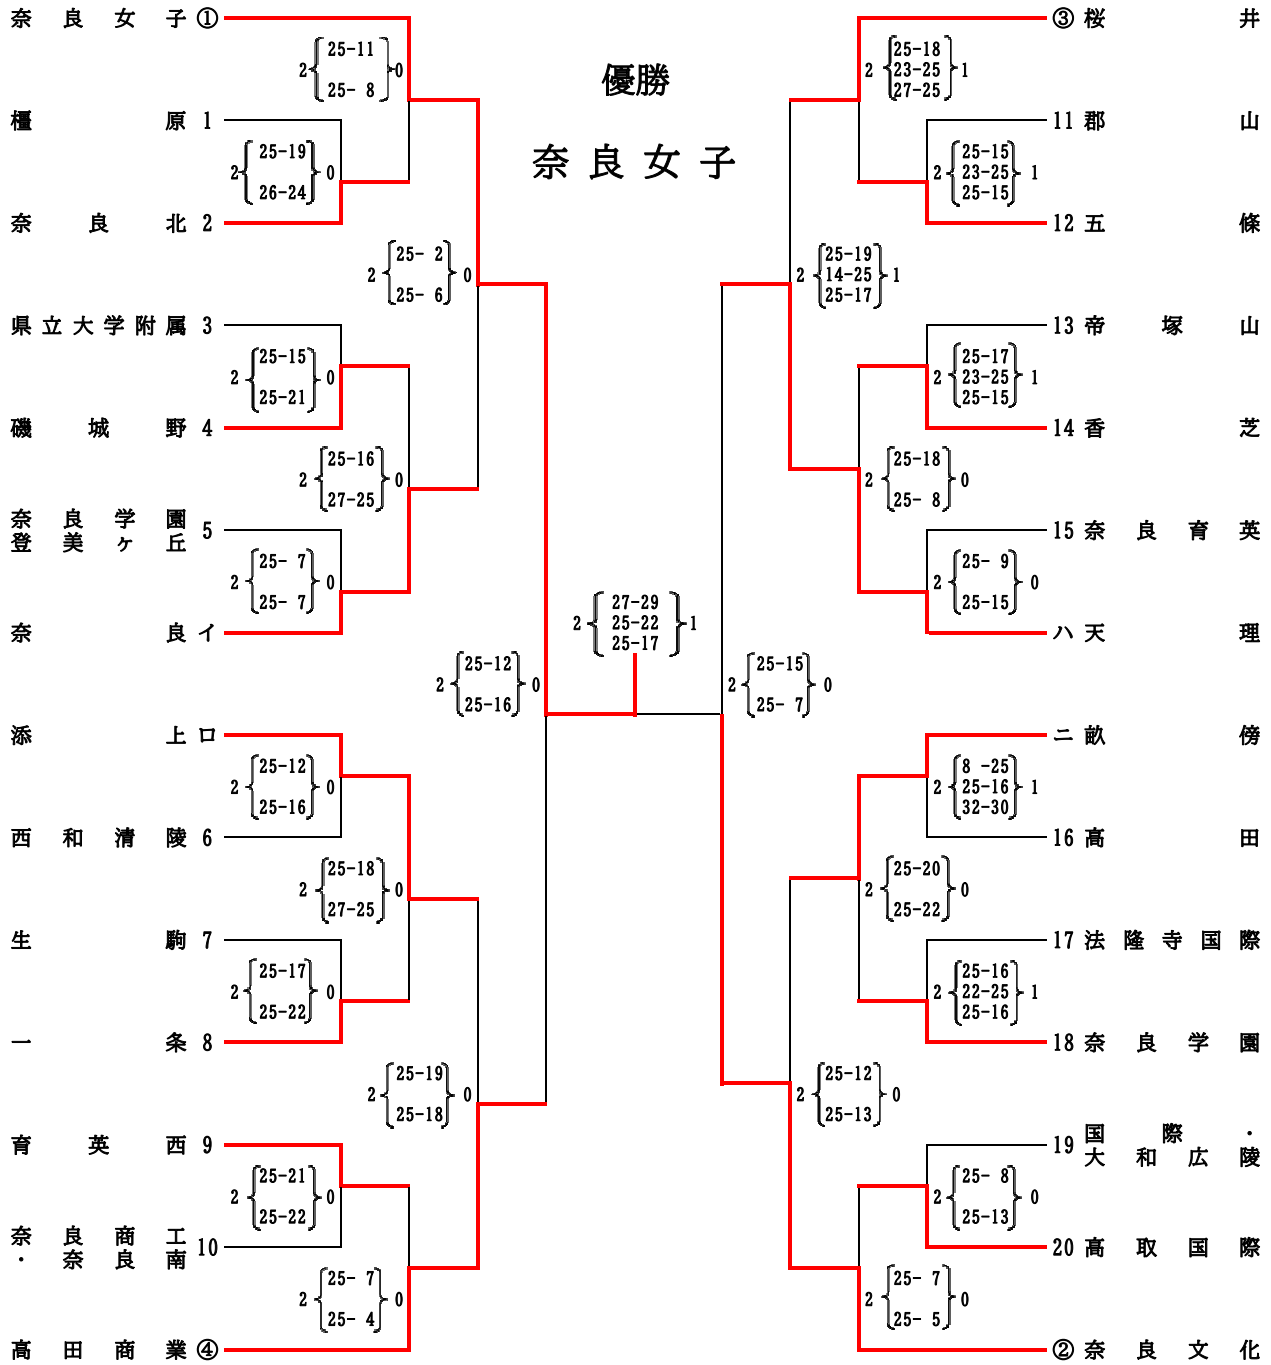 優勝
奈良女子
奈良女子 ①
2 25-11 0
25- 8
橿原 1
2 25-19 0
26-24
奈良北 2
2 25- 2 0
25- 6
県立大学附属 3
2 25-15 0
25-21
磯城野 4
2 25-16 0
27-25
奈良学園
登美ヶ丘 5
2 25- 7 0
25- 7
奈良 イ
2 25-12 0
25-16
添上 ロ
2 25-12 0
25-16
西和清陵 6
2 25-18 0
27-25
生駒 7
2 25-17 0
25-22
一条 8
2 25-19 0
25-18
育英西 9
2 25-21 0
25-22
奈良商工
・奈良南 10
2 25- 7 0
25- 4
高田商業 ④
27-29
2 25-22 1
25-17
③ 桜井
25-18
2 23-25 1
27-25
11 郡山
25-15
2 23-25 1
25-15
12 五條
25-19
2 14-25 1
25-17
13 帝塚山
25-17
2 23-25 1
25-15
14 香芝
2 25-18 0
25- 8
15 奈良育英
2 25- 9 0
25-15
ハ 天理
2 25-15 0
25- 7
ニ 畝傍
8 -25
2 25-16 1
32-30
16 高田
2 25-20 0
25-22
17 法隆寺国際
25-16
2 22-25 1
25-16
18 奈良学園
2 25-12 0
25-13
19 国際・
大和広陵
2 25- 8 0
25-13
20 高取国際
2 25- 7 0
25- 5
② 奈良文化